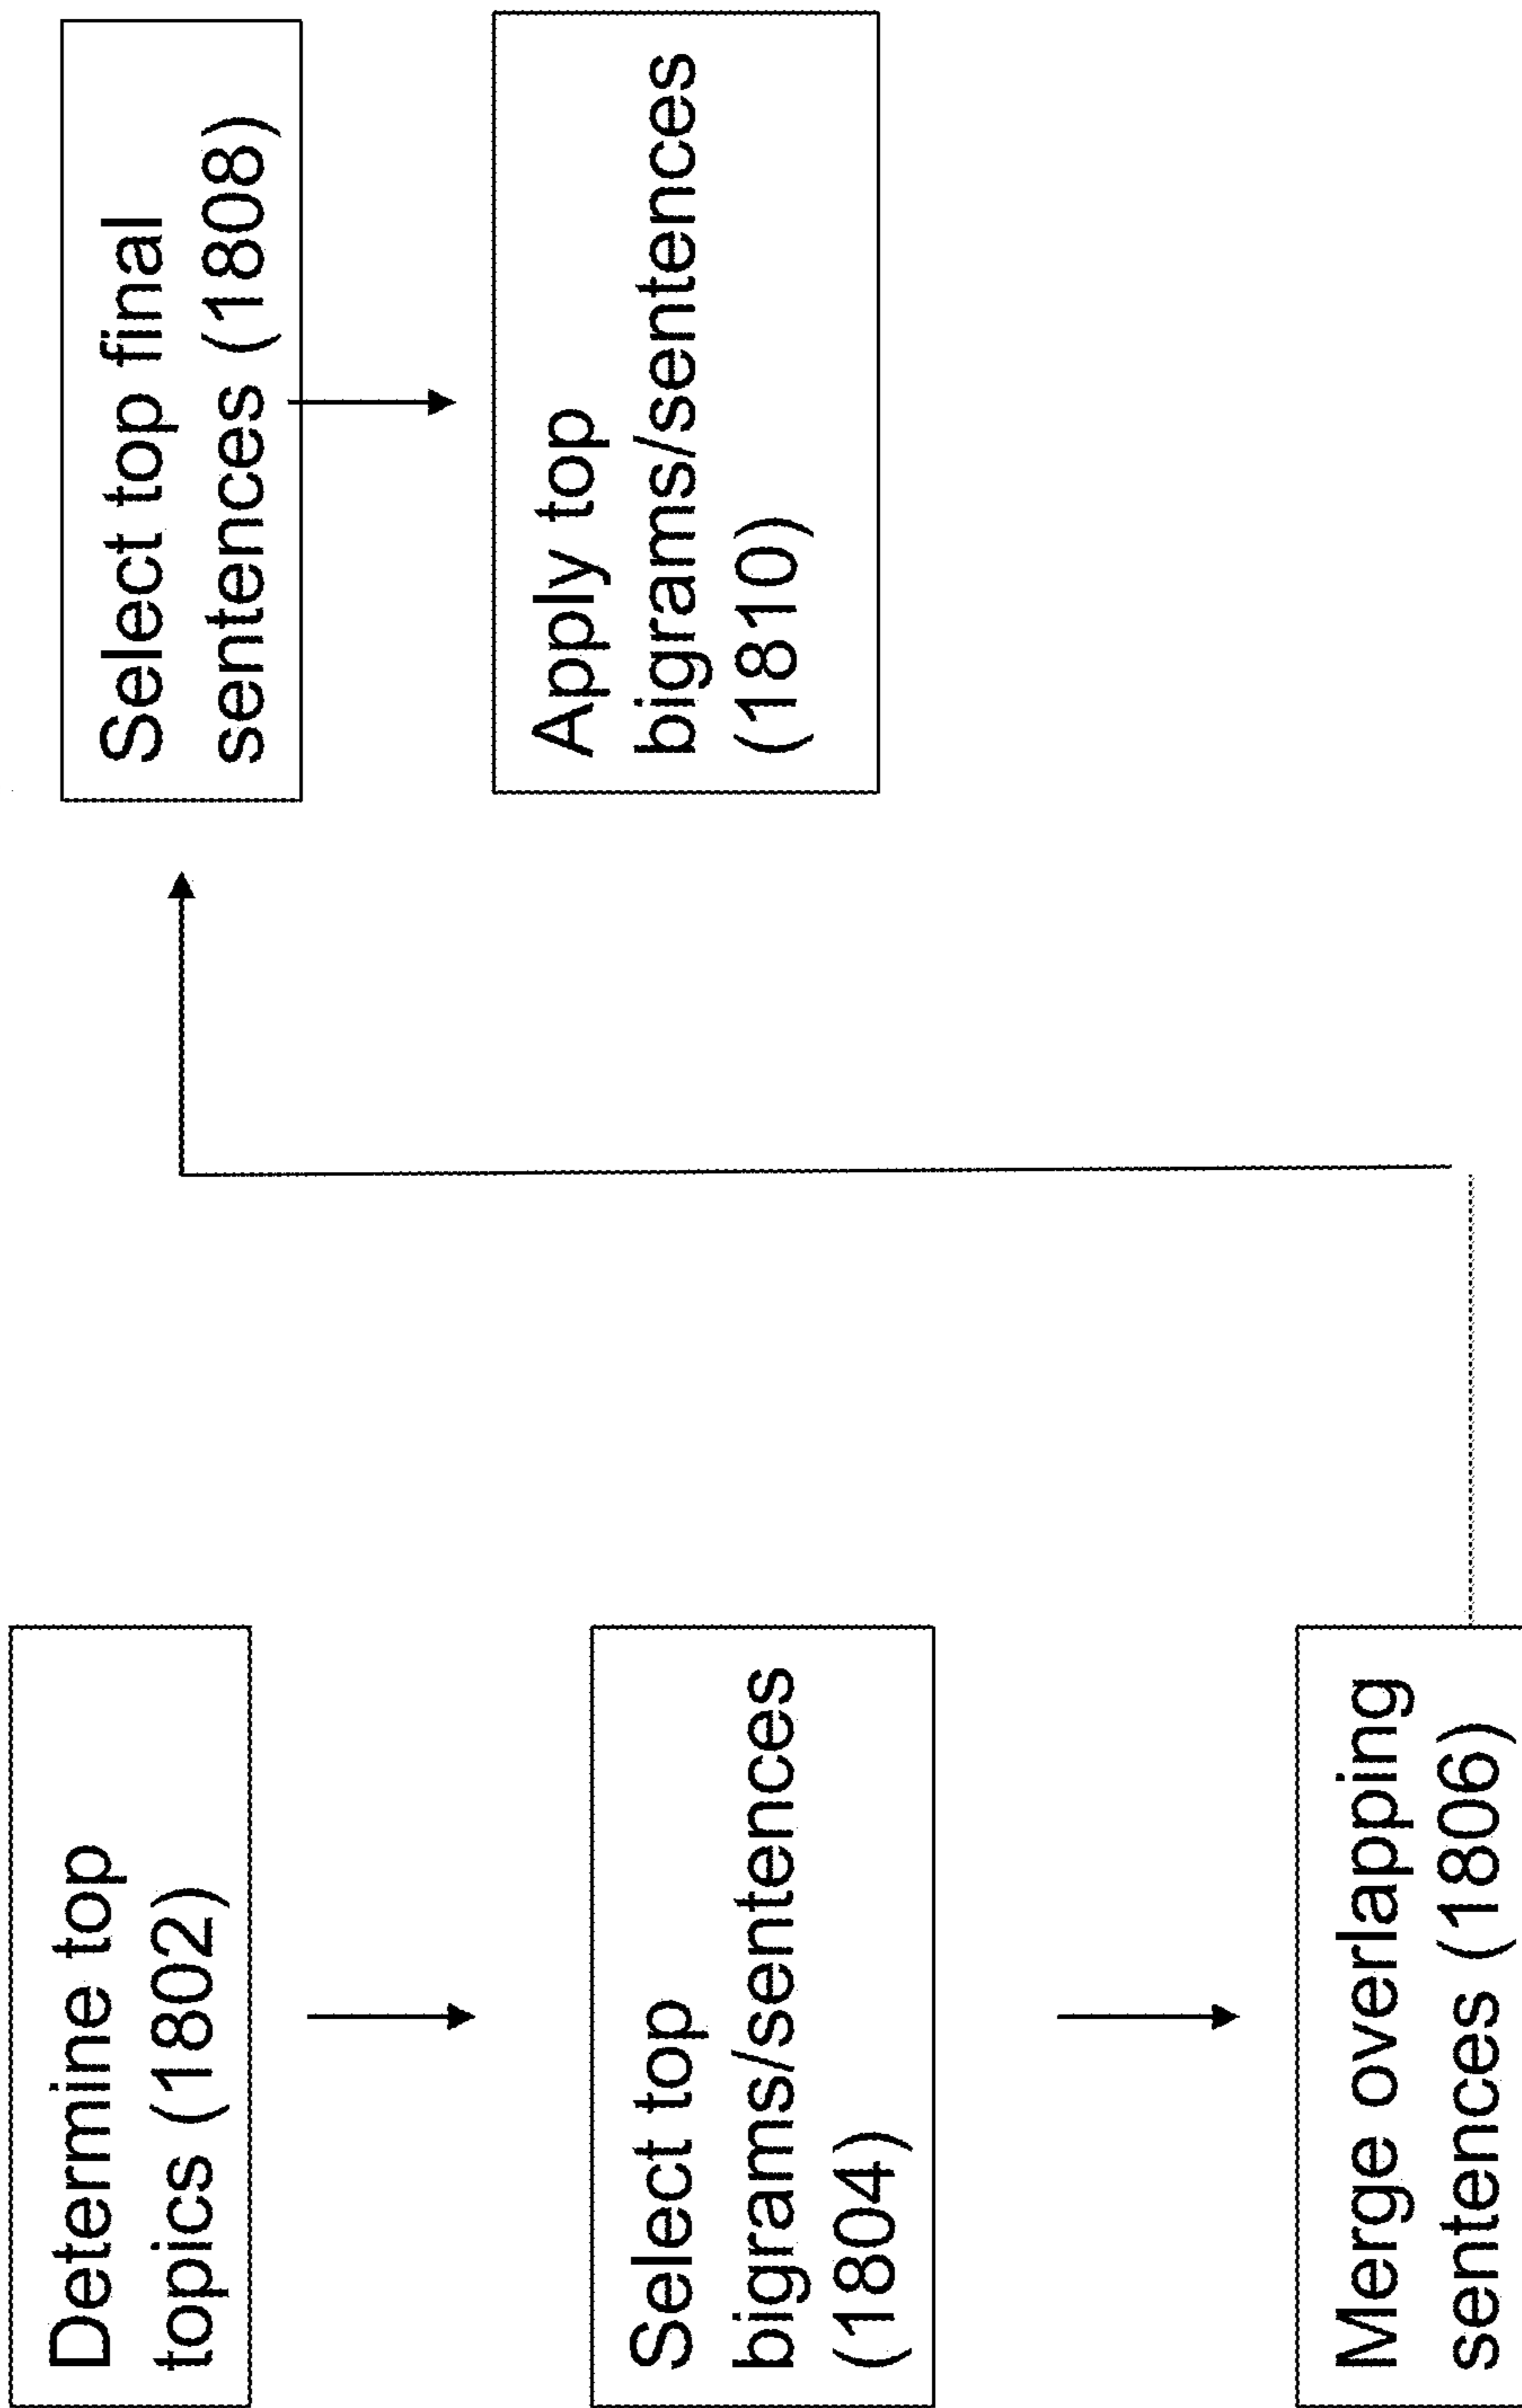 Determine top
topics (1802)
Select top
bigrams/sentences
(1804)
Merge overlapping
sentences (1806)
Select top final
sentences (1808)
Apply top
bigrams/sentences
(1810)